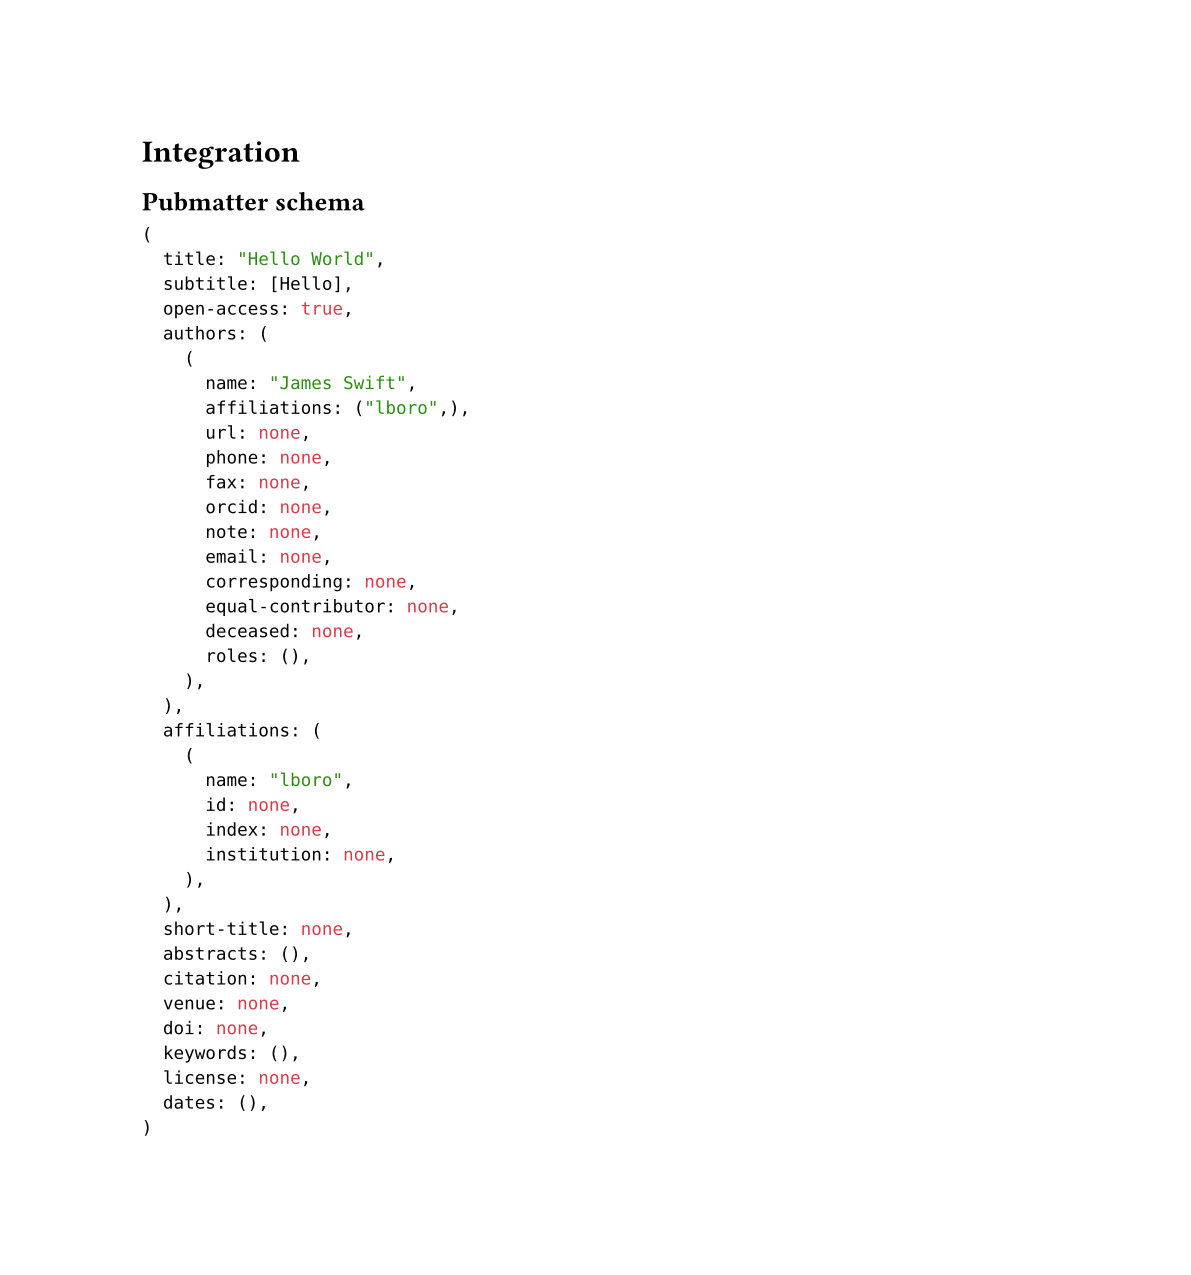 Integration
Pubmatter schema
(
  title: "Hello World",
  subtitle: [Hello],
  open-access: true,
  authors: (
    (
      name: "James Swift",
      affiliations: ("lboro",),
      url: none,
      phone: none,
      fax: none,
      orcid: none,
      note: none,
      email: none,
      corresponding: none,
      equal-contributor: none,
      deceased: none,
      roles: (),
    ),
  ),
  affiliations: (
    (
      name: "lboro",
      id: none,
      index: none,
      institution: none,
    ),
  ),
  short-title: none,
  abstracts: (),
  citation: none,
  venue: none,
  doi: none,
  keywords: (),
  license: none,
  dates: (),
)